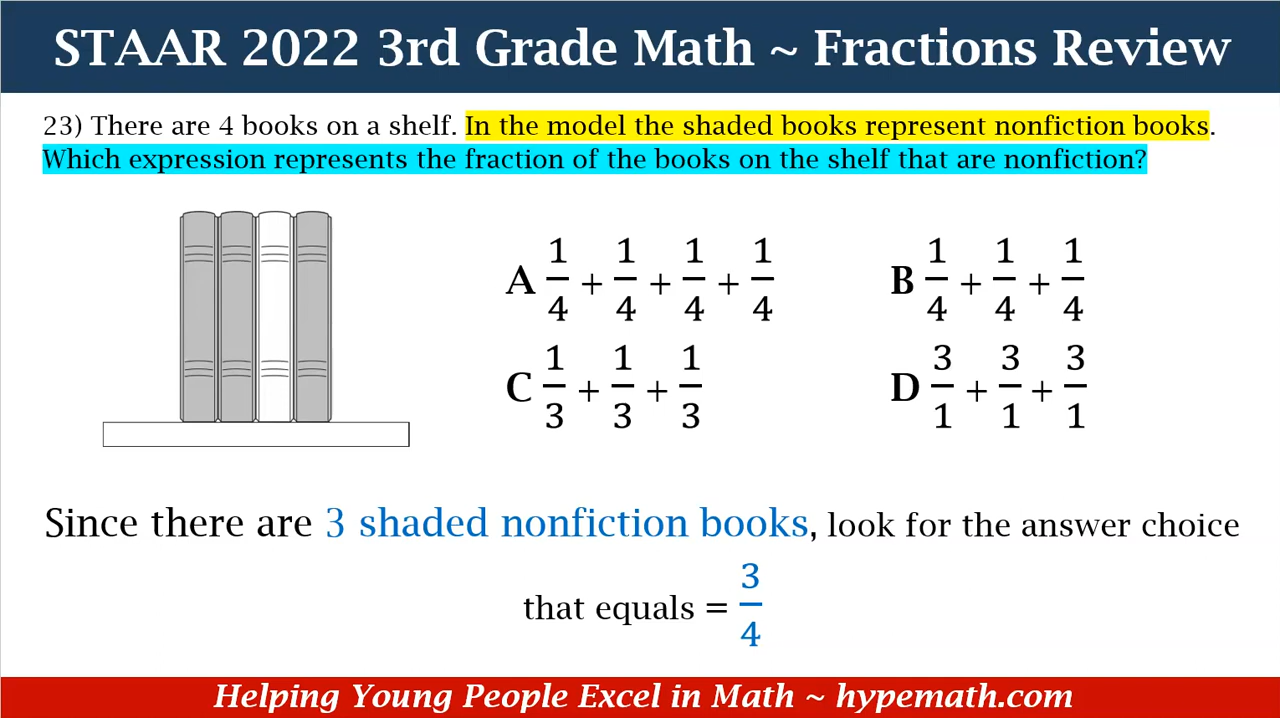 STAAR 2022 3rd Grade Math ~ Fractions Review
23) There are 4 books on a shelf. In the model the shaded books represent nonfiction books.
Which expression represents the fraction of the books on the shelf that are nonfiction?
A 1/4 + 1/4 + 1/4 + 1/4
B 1/4 + 1/4 + 1/4
C 1/3 + 1/3 + 1/3
D 3/1 + 3/1 + 3/1
Since there are 3 shaded nonfiction books, look for the answer choice
that equals = 3/4
Helping Young People Excel in Math ~ hypemath.com